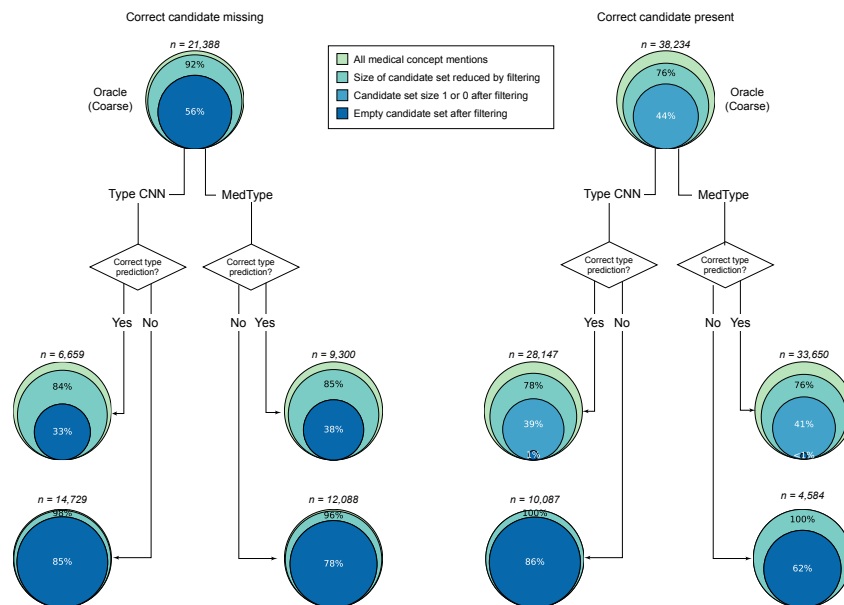 Correct candidate missing
Correct candidate present
n = 21,388
n = 38,234
All medical concept mentions
Size of candidate set reduced by filtering
Candidate set size 1 or 0 after filtering
Empty candidate set after filtering
92%
56%
Oracle
(Coarse)
76%
44%
Oracle
(Coarse)
Type CNN
MedType
Type CNN
MedType
Correct type
prediction?
Correct type
prediction?
Correct type
prediction?
Correct type
prediction?
Yes
No
No
Yes
Yes
No
No
Yes
n = 6,659
84%
33%
n = 9,300
85%
38%
n = 28,147
78%
39%
1%
n = 33,650
76%
41%
<1%
n = 14,729
98%
85%
n = 12,088
96%
78%
n = 10,087
100%
86%
n = 4,584
100%
62%